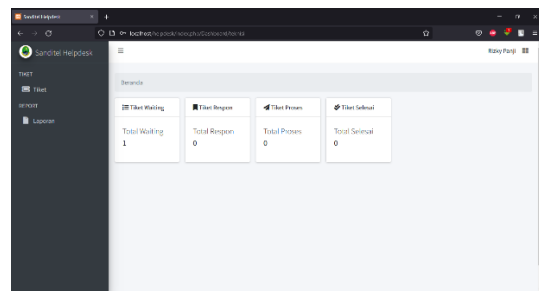 Sanditel Helpdesk
Sanditel Helpdesk
Rizky Panji
TIKET
Tiket
REPORT
Laporan
Beranda
Tiket Waiting
Tiket Respon
Tiket Proses
Tiket Selesai
Total Waiting
Total Respon
Total Proses
Total Selesai
1
0
0
0